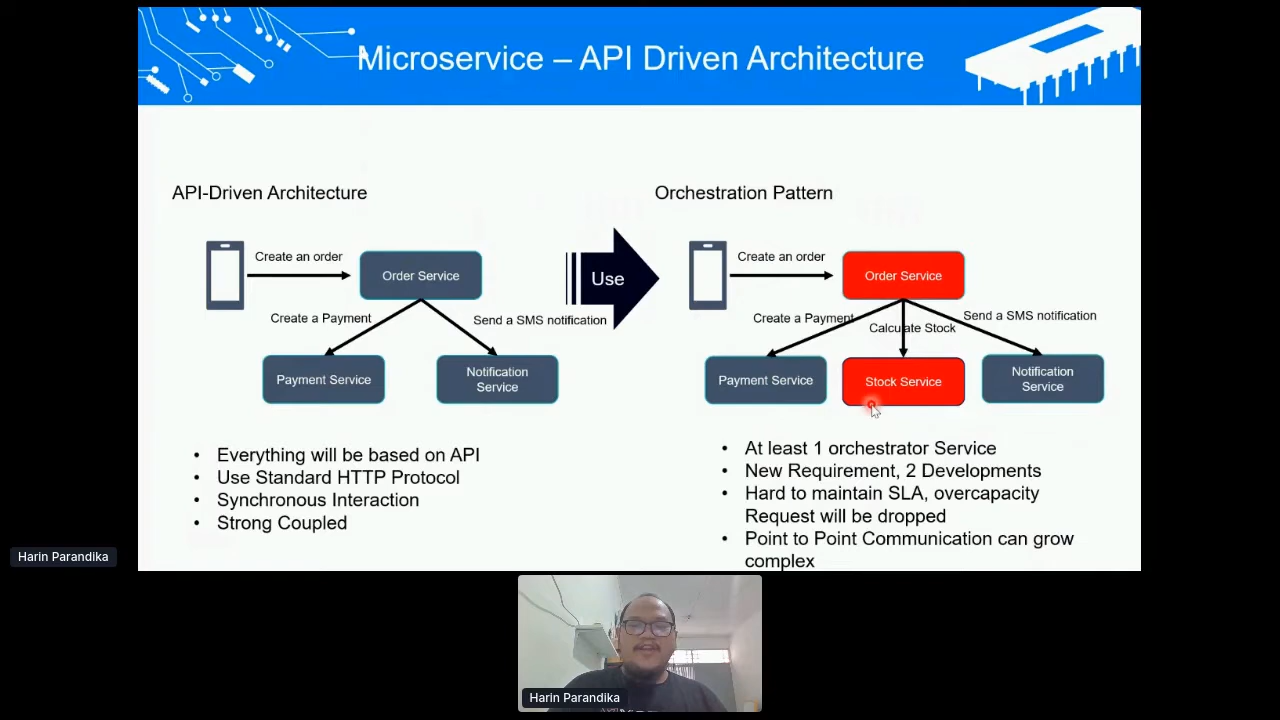 Microservice – API Driven Architecture
API-Driven Architecture
Create an order
Order Service
Create a Payment
Send a SMS notification
Payment Service
Notification
Service
Everything will be based on API
Use Standard HTTP Protocol
Synchronous Interaction
Strong Coupled
Use
Orchestration Pattern
Create an order
Order Service
Create a Payment
Calculate Stock
Send a SMS notification
Payment Service
Stock Service
Notification
Service
At least 1 orchestrator Service
New Requirement, 2 Developments
Hard to maintain SLA, overcapacity
Request will be dropped
Point to Point Communication can grow
complex
Harin Parandika
Harin Parandika